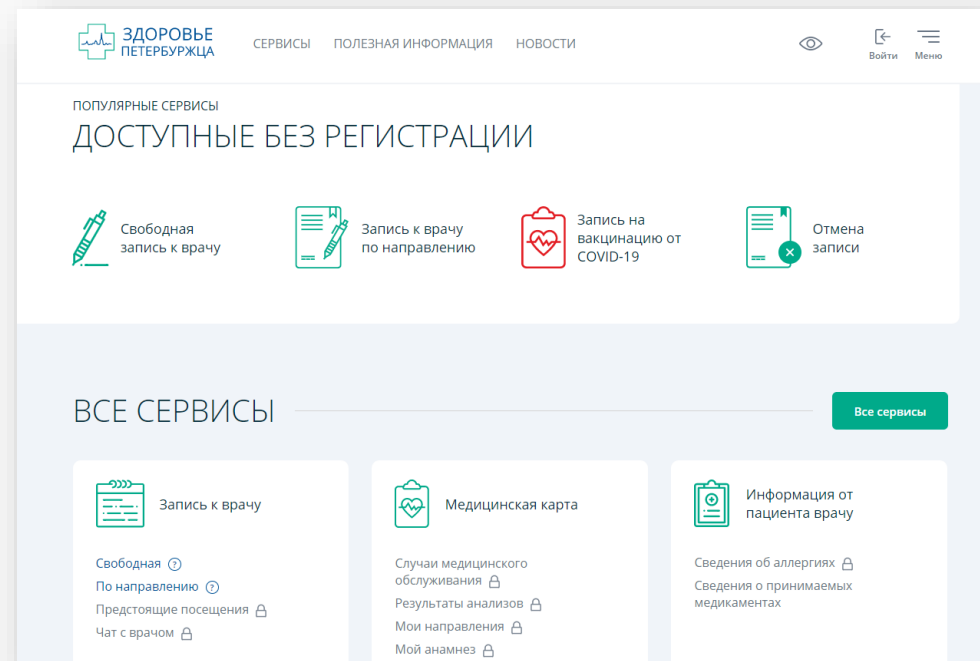 ЗДОРОВЬЕ
ПЕТЕРБУРЖЦА
СЕРВИСЫ ПОЛЕЗНАЯ ИНФОРМАЦИЯ НОВОСТИ
Войти Меню
ПОПУЛЯРНЫЕ СЕРВИСЫ
ДОСТУПНЫЕ БЕЗ РЕГИСТРАЦИИ
Свободная
запись к врачу
Запись к врачу
по направлению
Запись на
вакцинацию от
COVID-19
Отмена
записи
ВСЕ СЕРВИСЫ
Все сервисы
Запись к врачу
Свободная ?
По направлению ?
Предстоящие посещения
Чат с врачом
Медицинская карта
Случаи медицинского
обслуживания
Результаты анализов
Мои направления
Мой анамнез
Информация от
пациента врачу
Сведения об аллергиях
Сведения о принимаемых
медикаментах